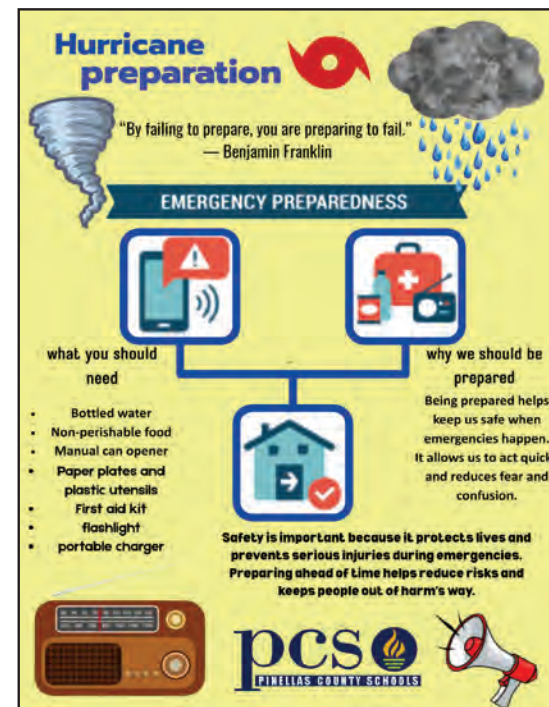 Hurricane
preparation
“By failing to prepare, you are preparing to fail.”
— Benjamin Franklin
EMERGENCY PREPAREDNESS
what you should
need
• Bottled water
• Non-perishable food
• Manual can opener
• Paper plates and
plastic utensils
• First aid kit
• flashlight
• portable charger
why we should be
prepared
Being prepared helps
keep us safe when
emergencies happen.
It allows us to act quick
and reduces fear and
confusion.
Safety is important because it protects lives and
prevents serious injuries during emergencies.
Preparing ahead of time helps reduce risks and
keeps people out of harm's way.
pcs
PINELLAS COUNTY SCHOOLS